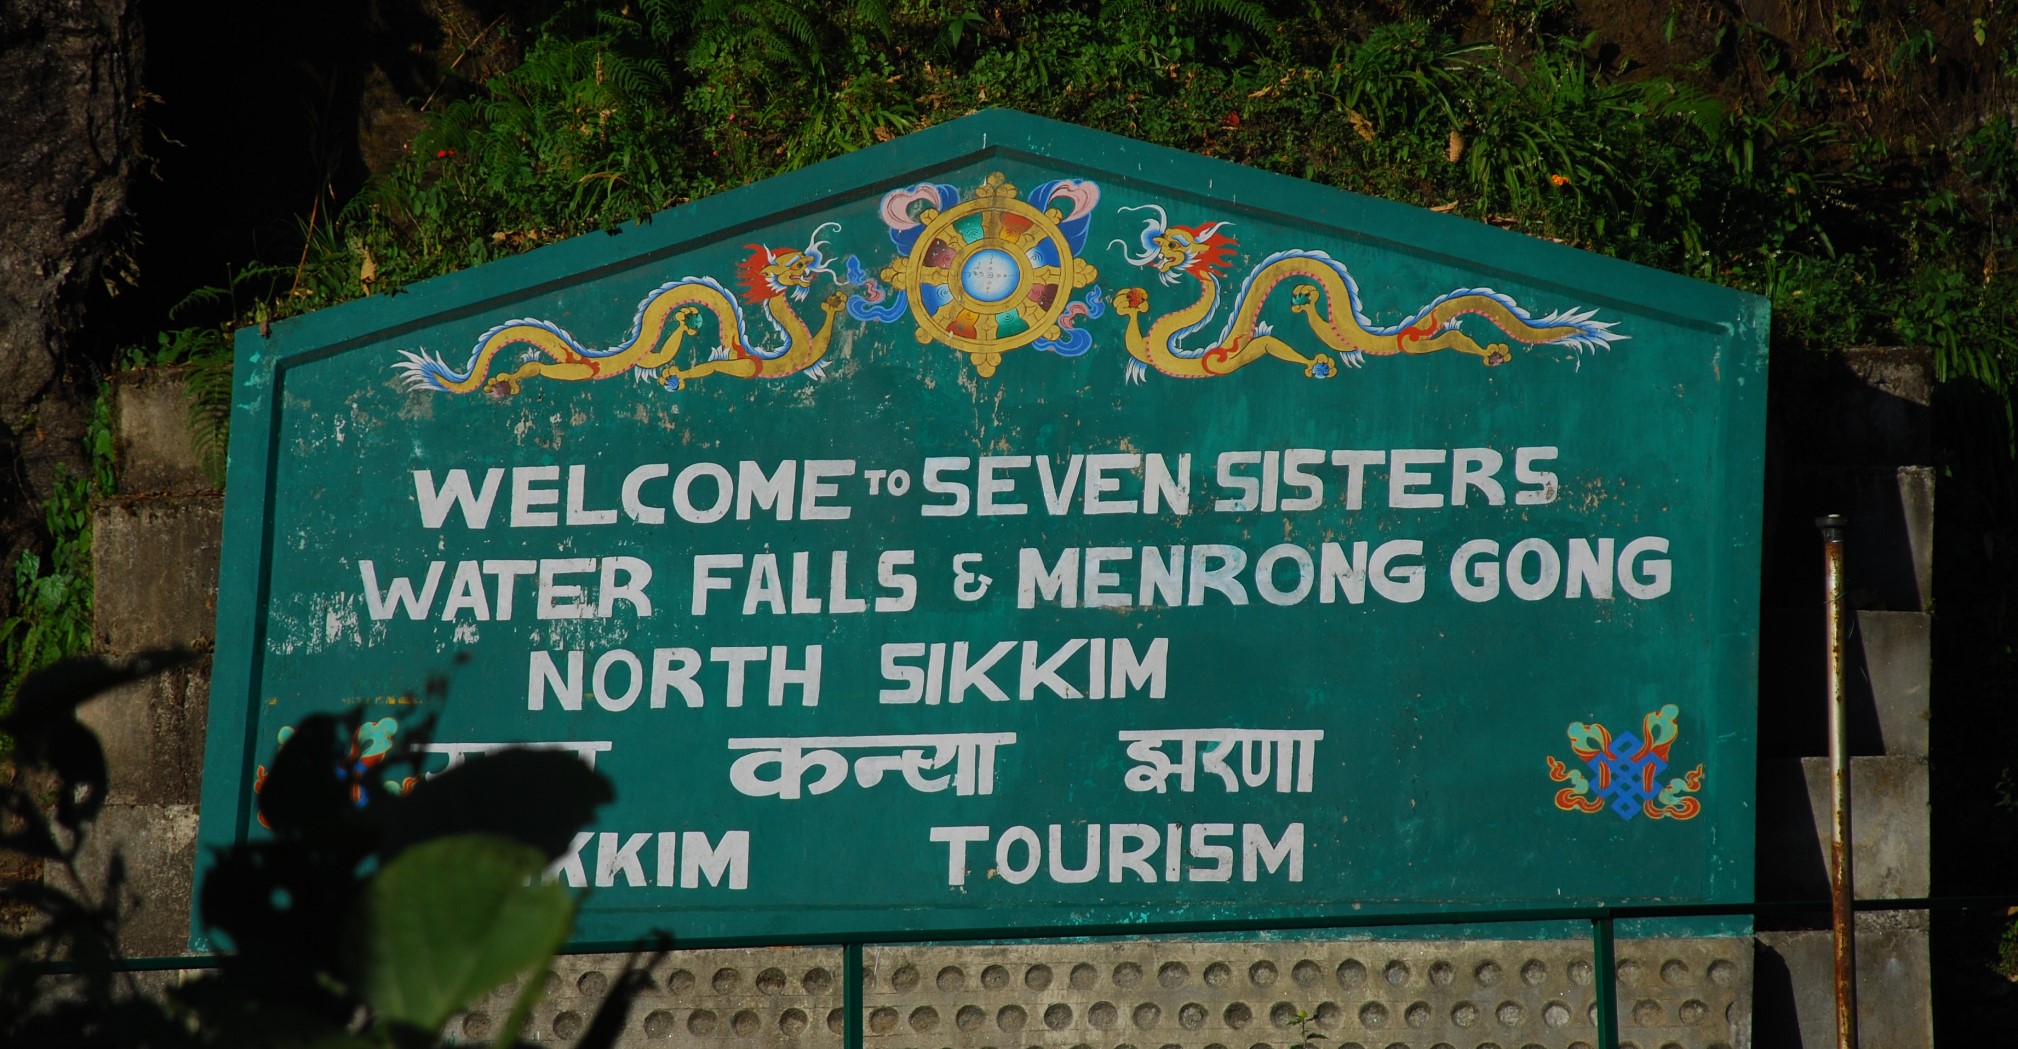 WELCOME TO SEVEN SISTERS
WATER FALLS & MENRONG GONG
NORTH SIKKIM
कन्या झरणा
TOURISM